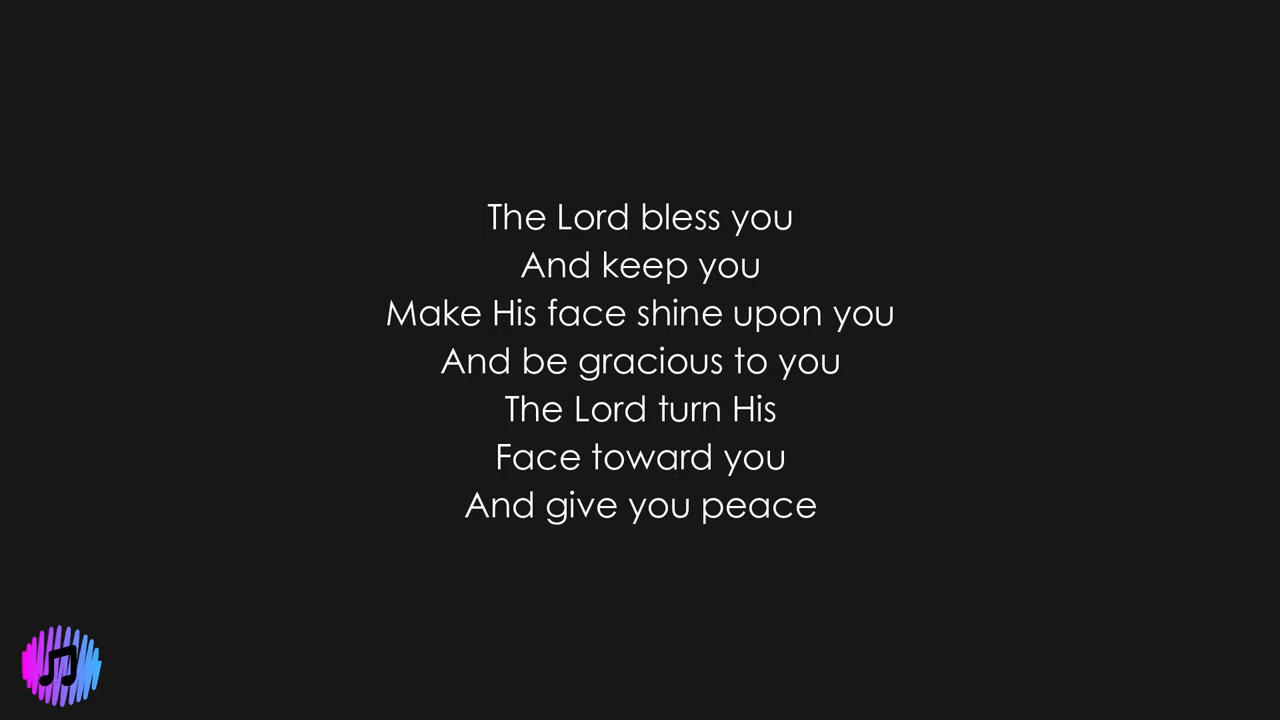 The Lord bless you
And keep you
Make His face shine upon you
And be gracious to you
The Lord turn His
Face toward you
And give you peace